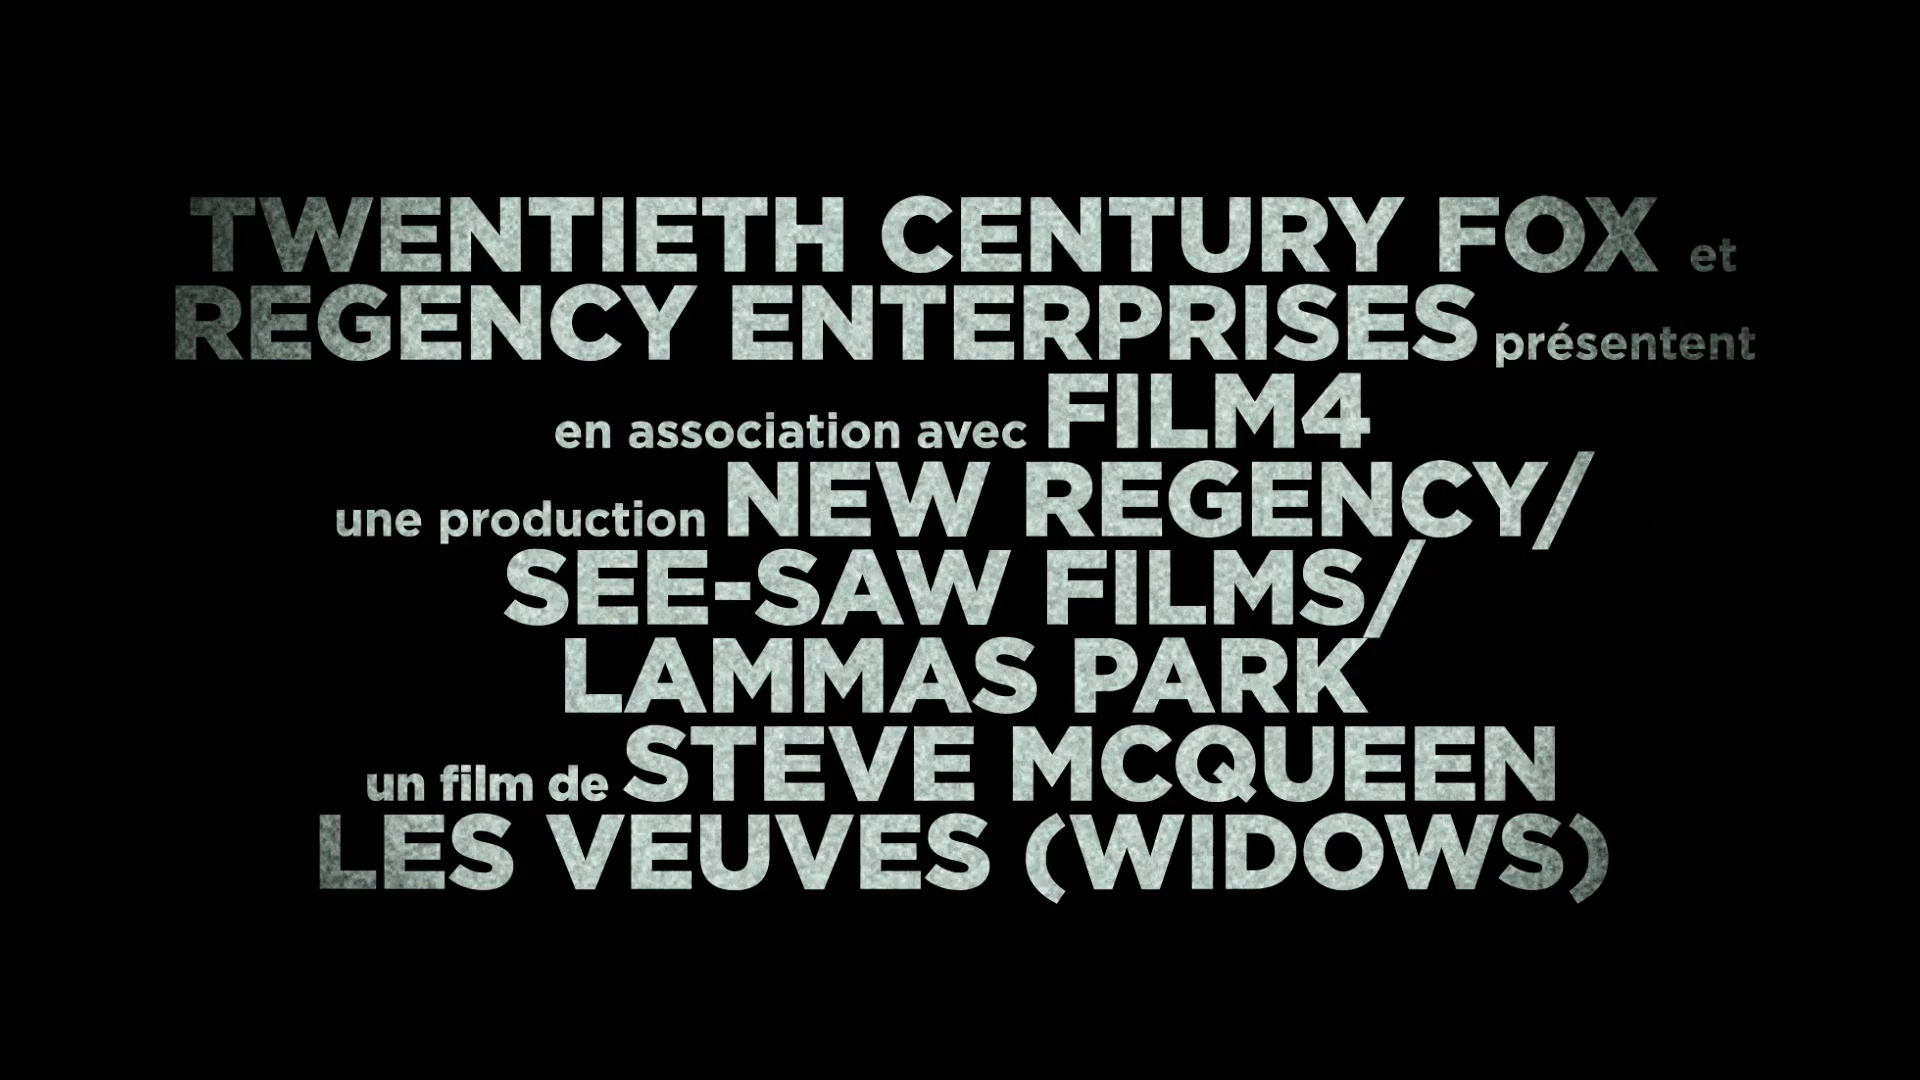 TWENTIETH CENTURY FOX et
REGENCY ENTERPRISES présentent
en association avec FILM4
une production NEW REGENCY/
SEE-SAW FILMS/
LAMMAS PARK
un film de STEVE MCQUEEN
LES VEUVES (WIDOWS)